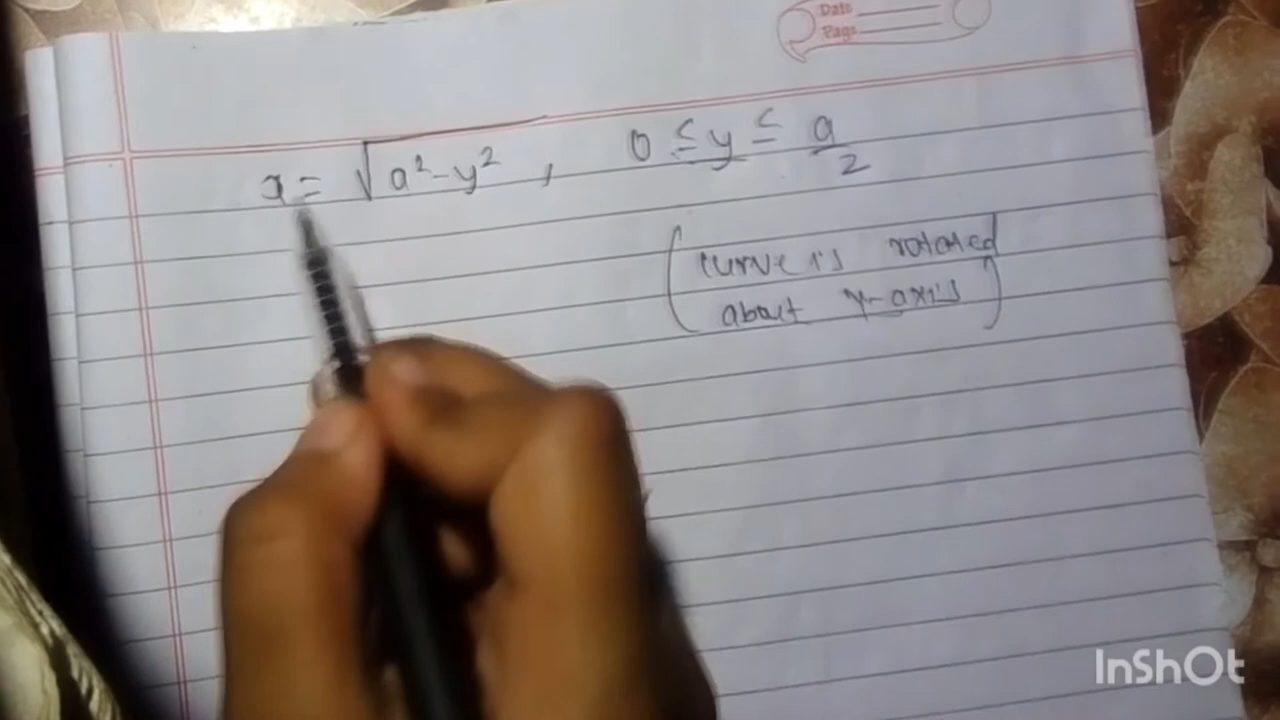 Date
Page
x = √(a² - y²) , 0 ≤ y ≤ a/2
(curve is rotated
about y-axis)
InShOt